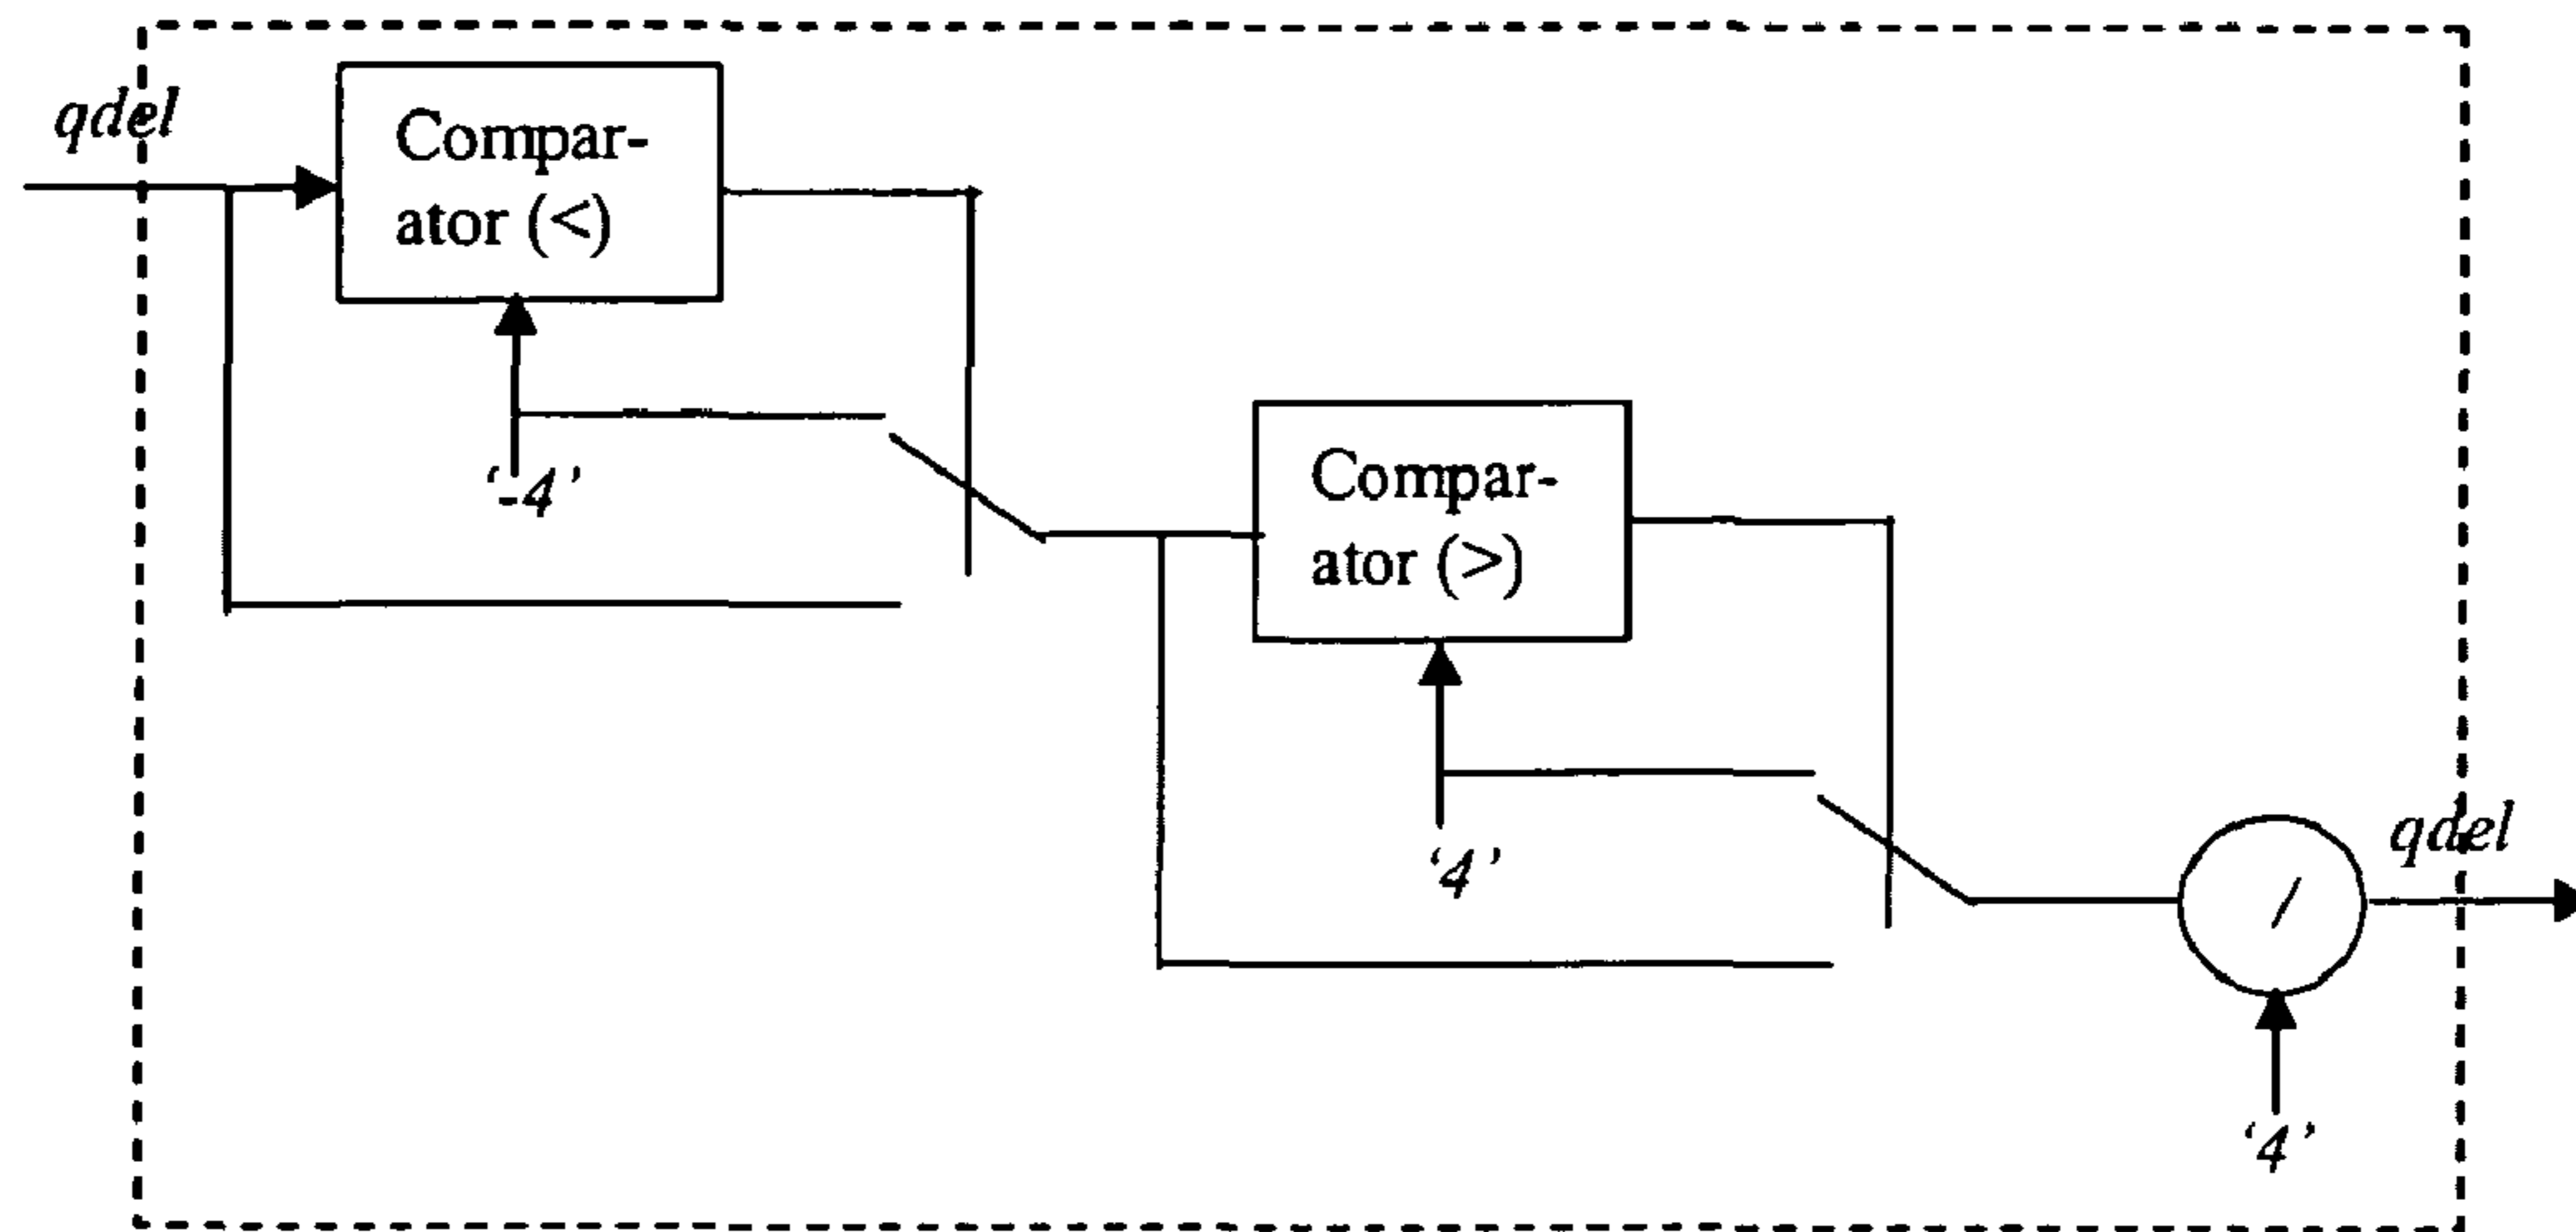 qdel
Compar-
ator (<)
‘-4’
Compar-
ator (>)
‘4’
qdel
/
‘4’